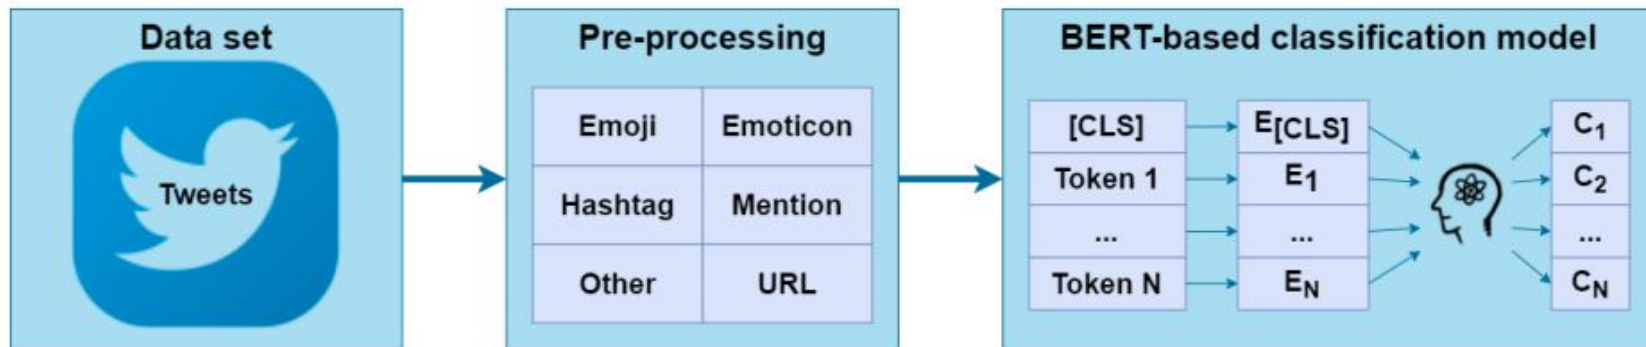 Data set
Tweets
Pre-processing
Emoji Emoticon
Hashtag Mention
Other URL
BERT-based classification model
[CLS] E[CLS] C1
Token 1 E1 C2
... ... ...
Token N EN CN